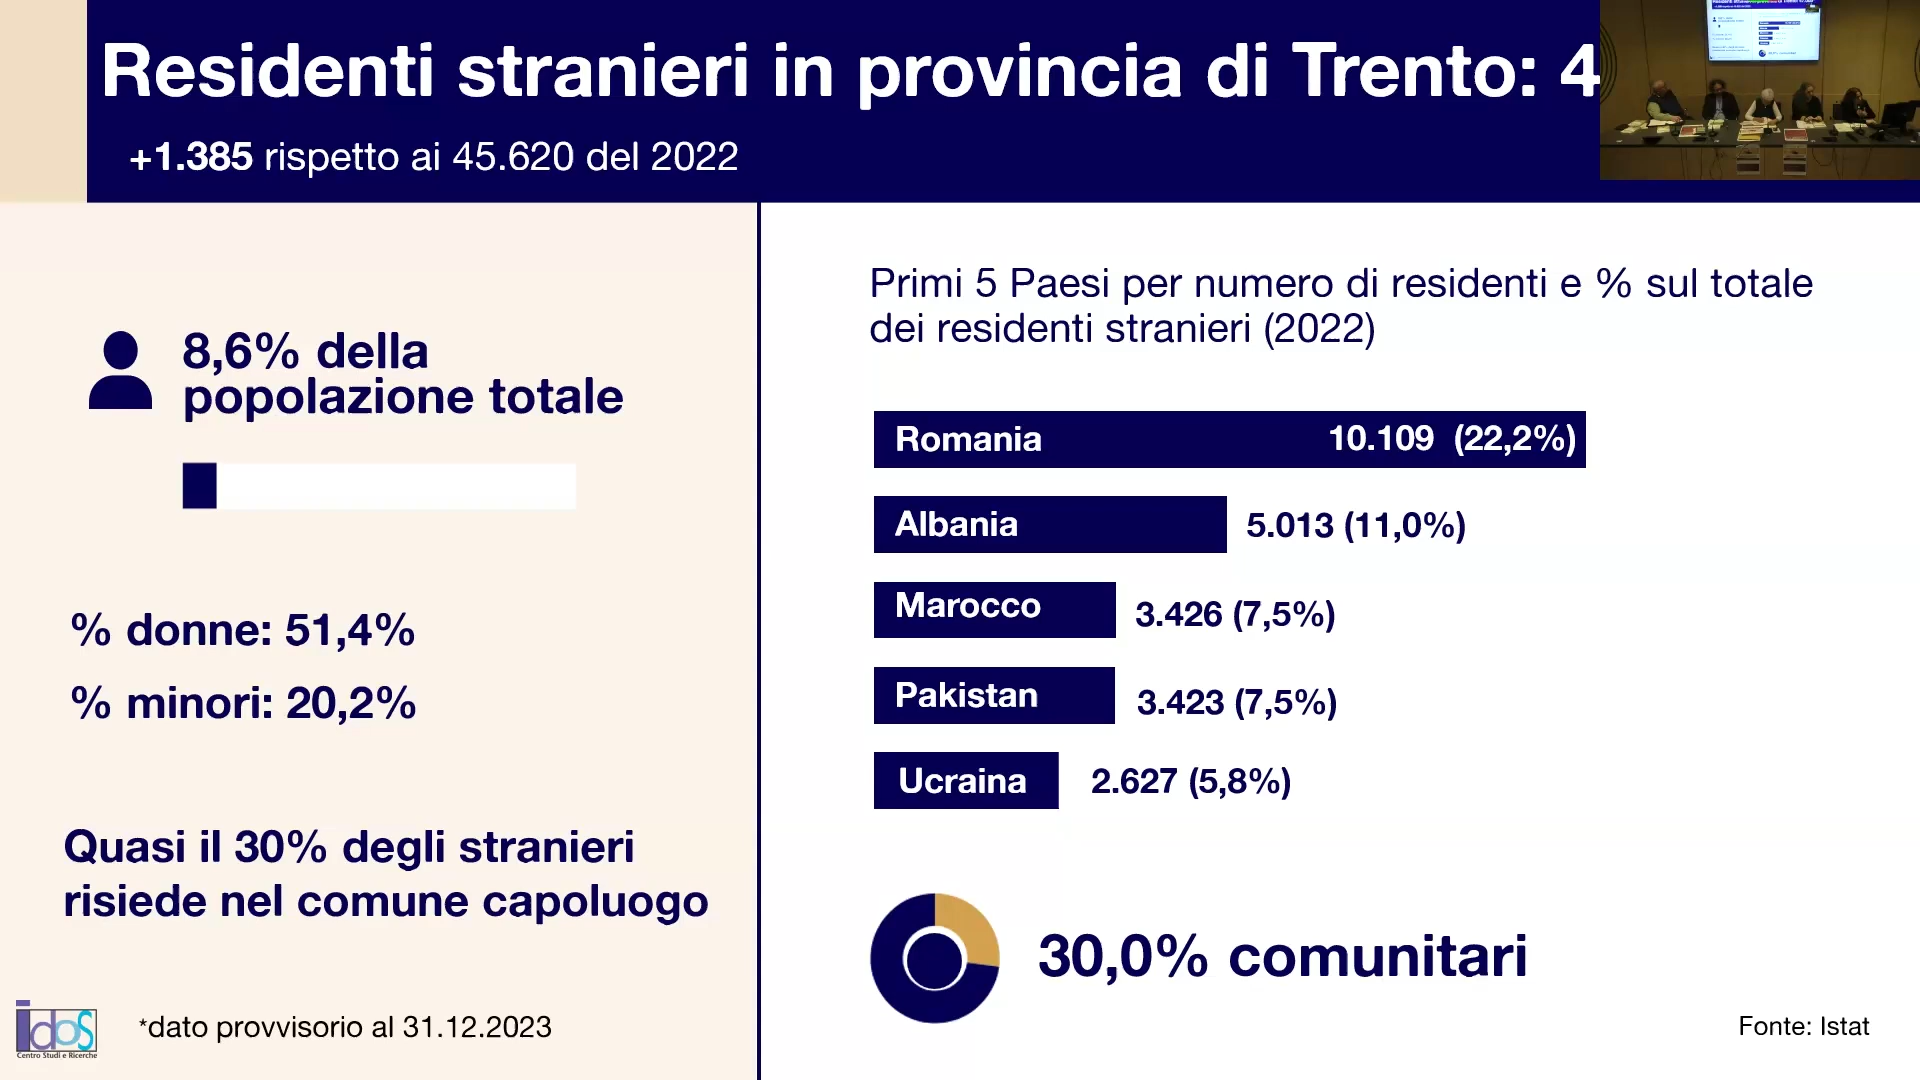 Residenti stranieri in provincia di Trento: 4
+1.385 rispetto ai 45.620 del 2022
8,6% della
popolazione totale
% donne: 51,4%
% minori: 20,2%
Quasi il 30% degli stranieri
risiede nel comune capoluogo
*dato provvisorio al 31.12.2023
idos
Centro Studi e Ricerche
Primi 5 Paesi per numero di residenti e % sul totale
dei residenti stranieri (2022)
Romania 10.109 (22,2%)
Albania 5.013 (11,0%)
Marocco 3.426 (7,5%)
Pakistan 3.423 (7,5%)
Ucraina 2.627 (5,8%)
30,0% comunitari
Fonte: Istat